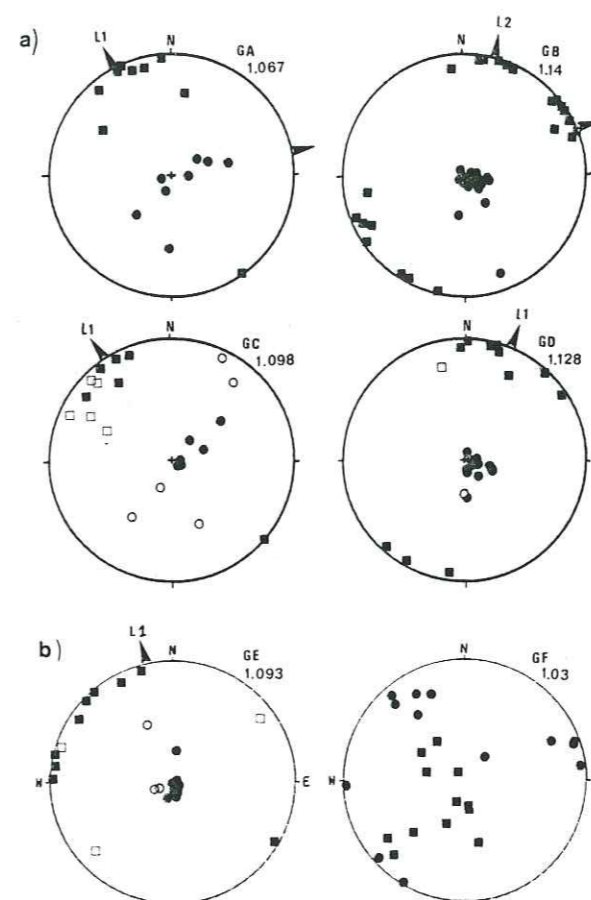 a)
L1
N
GA
1.067
L2
N
GB
1.14
L1
N
GC
1.098
N
L1
GD
1.128
b)
L1
N
GE
1.093
W
E
N
GF
1.03
W